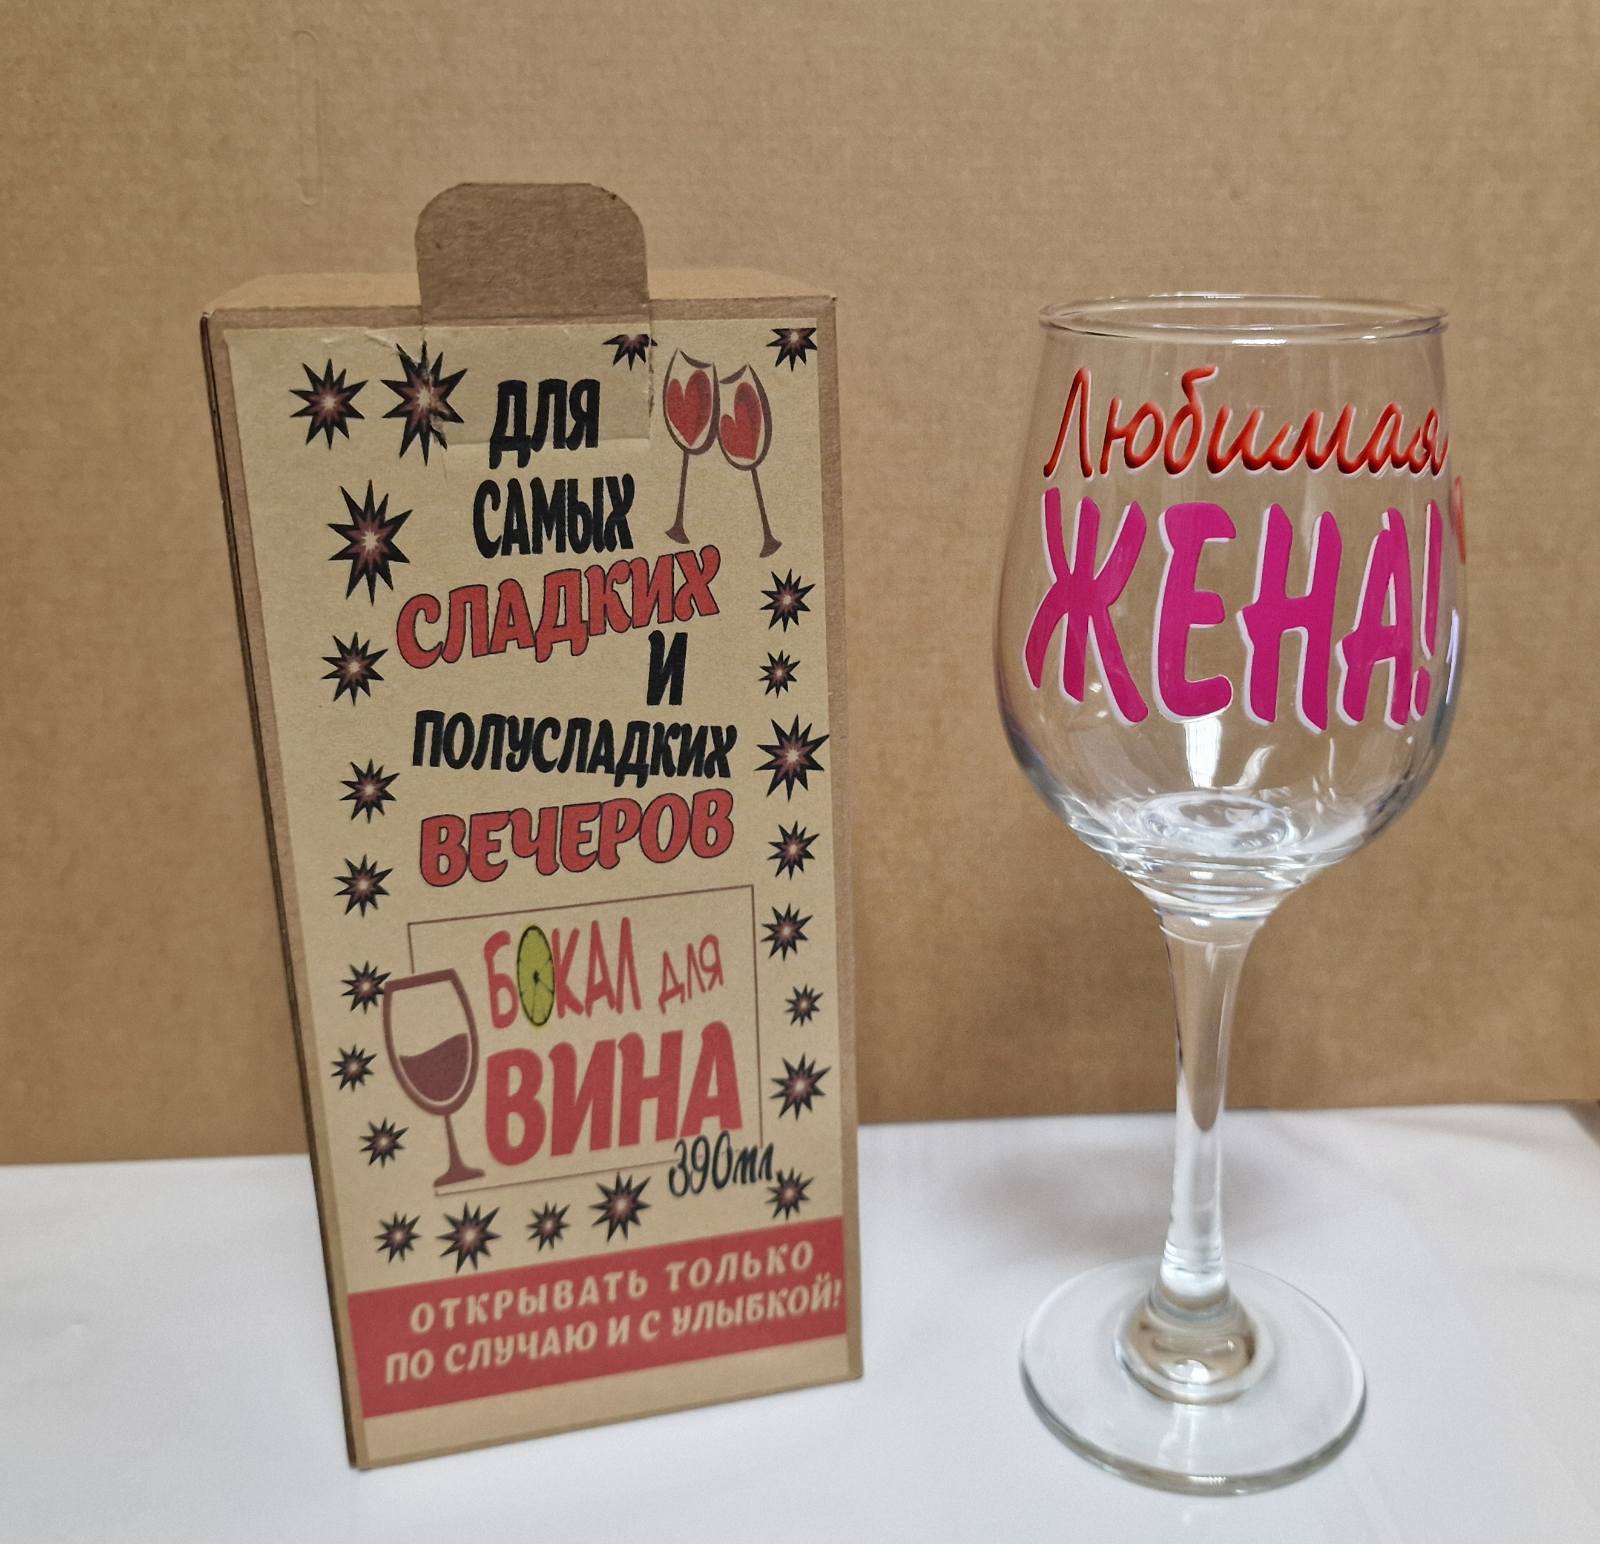 ДЛЯ
САМЫХ
СЛАДКИХ
И
ПОЛУСЛАДКИХ
ВЕЧЕРОВ
БОКАЛ ДЛЯ
ВИНА
390мл.
ОТКРЫВАТЬ ТОЛЬКО
ПО СЛУЧАЮ И С УЛЫБКОЙ!
Любимая
ЖЕНА!